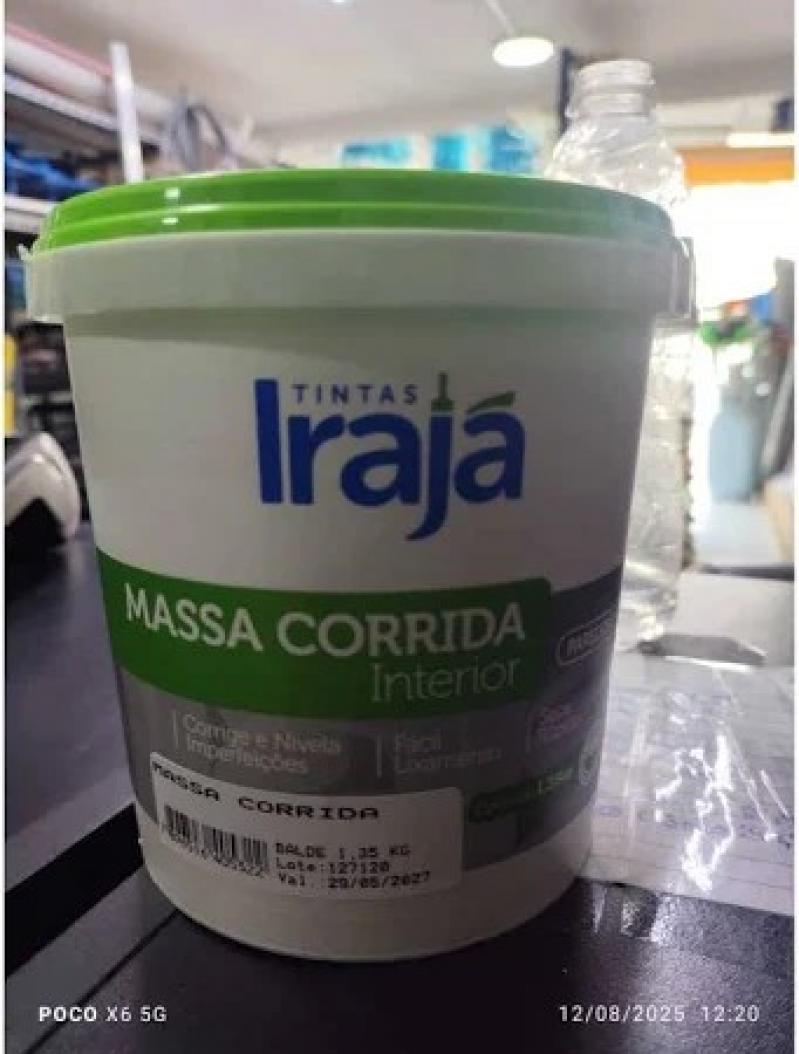 TINTAS
Irajá
MASSA CORRIDA
Interior
Corrige e Nivela
Imperfeições
Fácil
Lixamento
MASSA CORRIDA
BALDE 1,35 KG
Lote:127120
Val.:29/05/2027
POCO X6 5G
12/08/2025 12:20